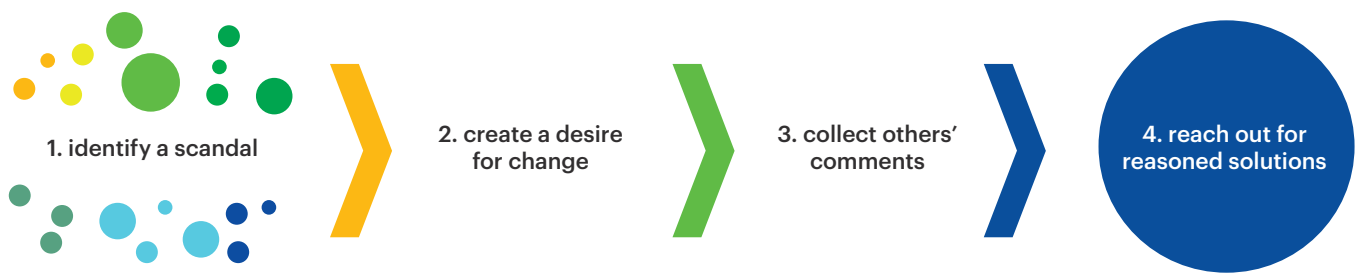 1. identify a scandal
2. create a desire
for change
3. collect others’
comments
4. reach out for
reasoned solutions